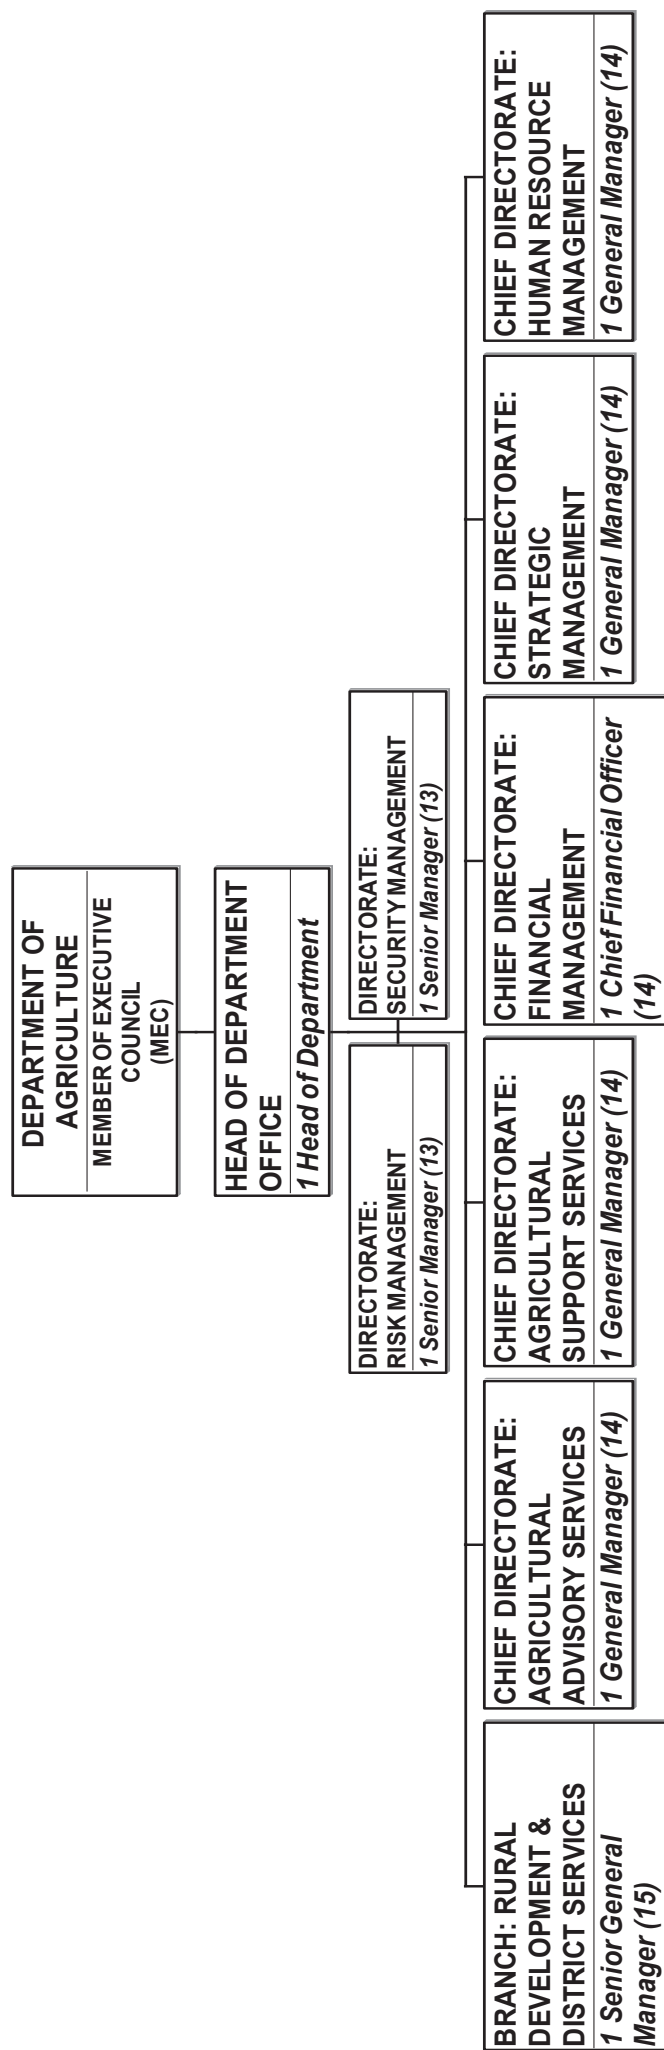 DEPARTMENT OF
AGRICULTURE
MEMBER OF EXECUTIVE
COUNCIL
(MEC)
HEAD OF DEPARTMENT
OFFICE
1 Head of Department
DIRECTORATE:
RISK MANAGEMENT
1 Senior Manager (13)
DIRECTORATE:
SECURITY MANAGEMENT
1 Senior Manager (13)
BRANCH: RURAL
DEVELOPMENT &
DISTRICT SERVICES
1 Senior General
Manager (15)
CHIEF DIRECTORATE:
AGRICULTURAL
ADVISORY SERVICES
1 General Manager (14)
CHIEF DIRECTORATE:
AGRICULTURAL
SUPPORT SERVICES
1 General Manager (14)
CHIEF DIRECTORATE:
FINANCIAL
MANAGEMENT
1 Chief Financial Officer
(14)
CHIEF DIRECTORATE:
STRATEGIC
MANAGEMENT
1 General Manager (14)
CHIEF DIRECTORATE:
HUMAN RESOURCE
MANAGEMENT
1 General Manager (14)